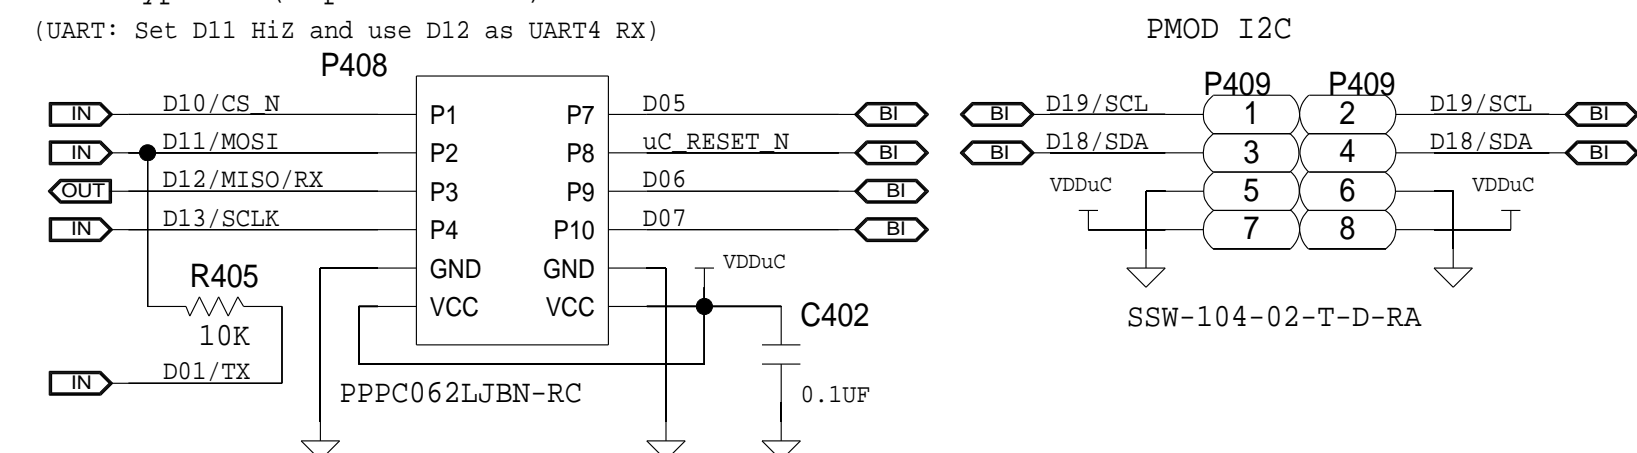 (UART: Set D11 HiZ and use D12 as UART4 RX)
P408
IN D10/CS_N P1 P7 D05 BI
IN D11/MOSI P2 P8 uC_RESET_N BI
OUT D12/MISO/RX P3 P9 D06 BI
IN D13/SCLK P4 P10 D07 BI
GND GND VDDuC
R405 VCC VCC C402
10K
IN D01/TX
PPPC062LJBN-RC 0.1UF
PMOD I2C
P409 P409
BI D19/SCL 1 2 D19/SCL BI
BI D18/SDA 3 4 D18/SDA BI
VDDuC 5 6 VDDuC
7 8
SSW-104-02-T-D-RA